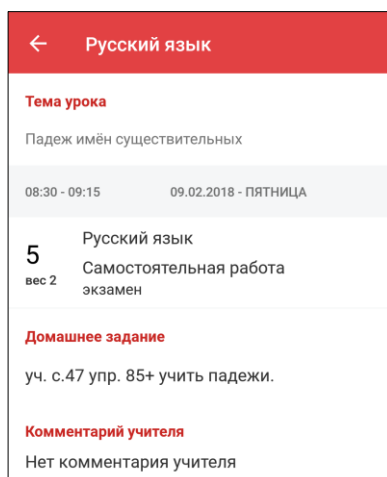 Русский язык
Тема урока
Падеж имён существительных
08:30 - 09:15 09.02.2018 - ПЯТНИЦА
5 Русский язык
вес 2 Самостоятельная работа
экзамен
Домашнее задание
уч. с.47 упр. 85+ учить падежи.
Комментарий учителя
Нет комментария учителя